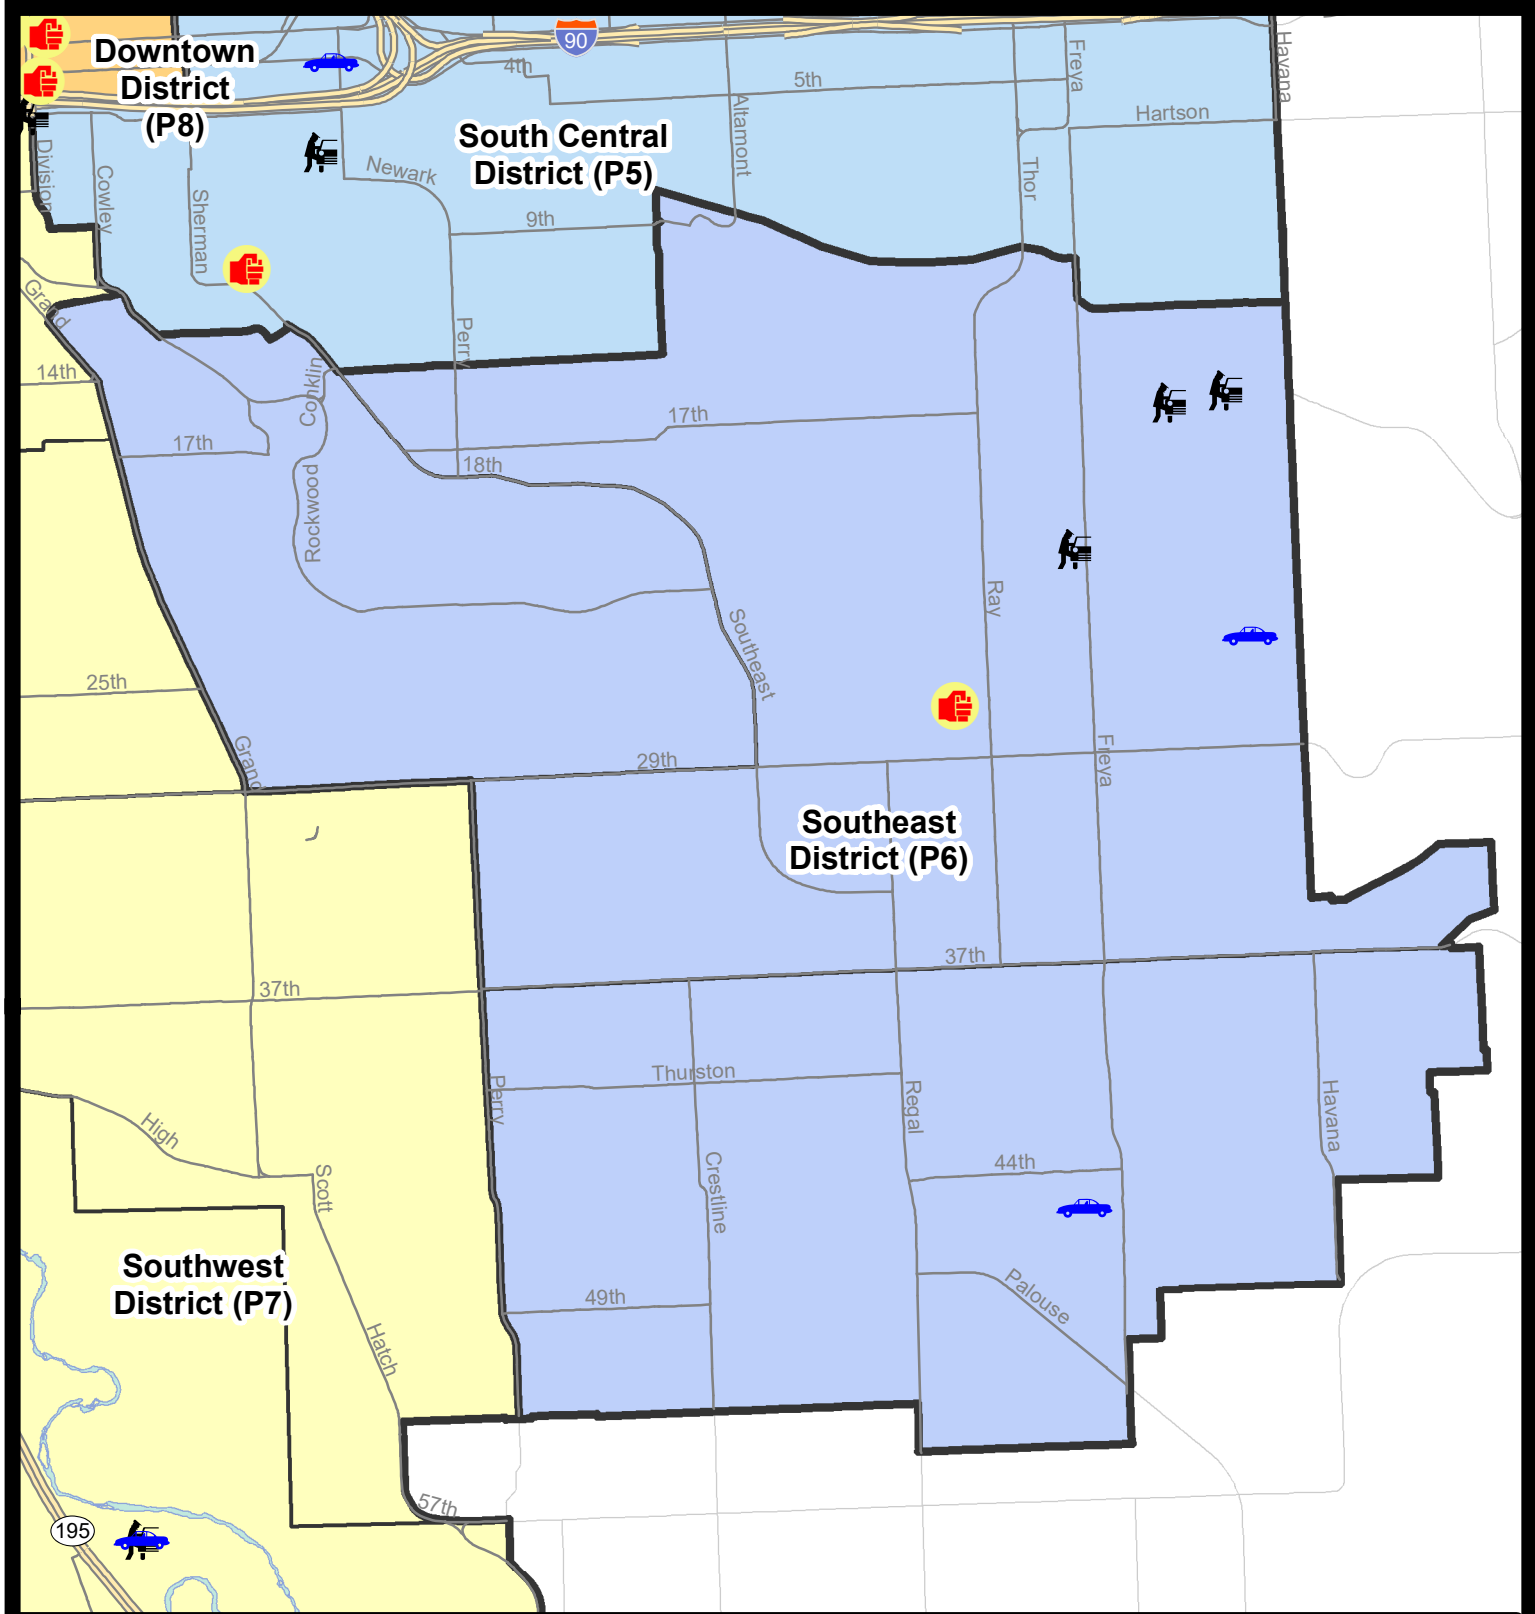 90
Downtown
District
(P8)
4th
5th
Freya
Havana
Altamont
Hartson
South Central
District (P5)
Division
Cowley
Sherman
Newark
Thor
9th
Grand
Perry
Conklin
14th
17th
17th
18th
Rockwood
Ray
Southeast
25th
Grand
29th
Freya
Southeast
District (P6)
37th
37th
Thurston
Perry
Regal
Havana
High
Scott
Crestline
44th
Southwest
District (P7)
49th
Palouse
Hatch
57th
195